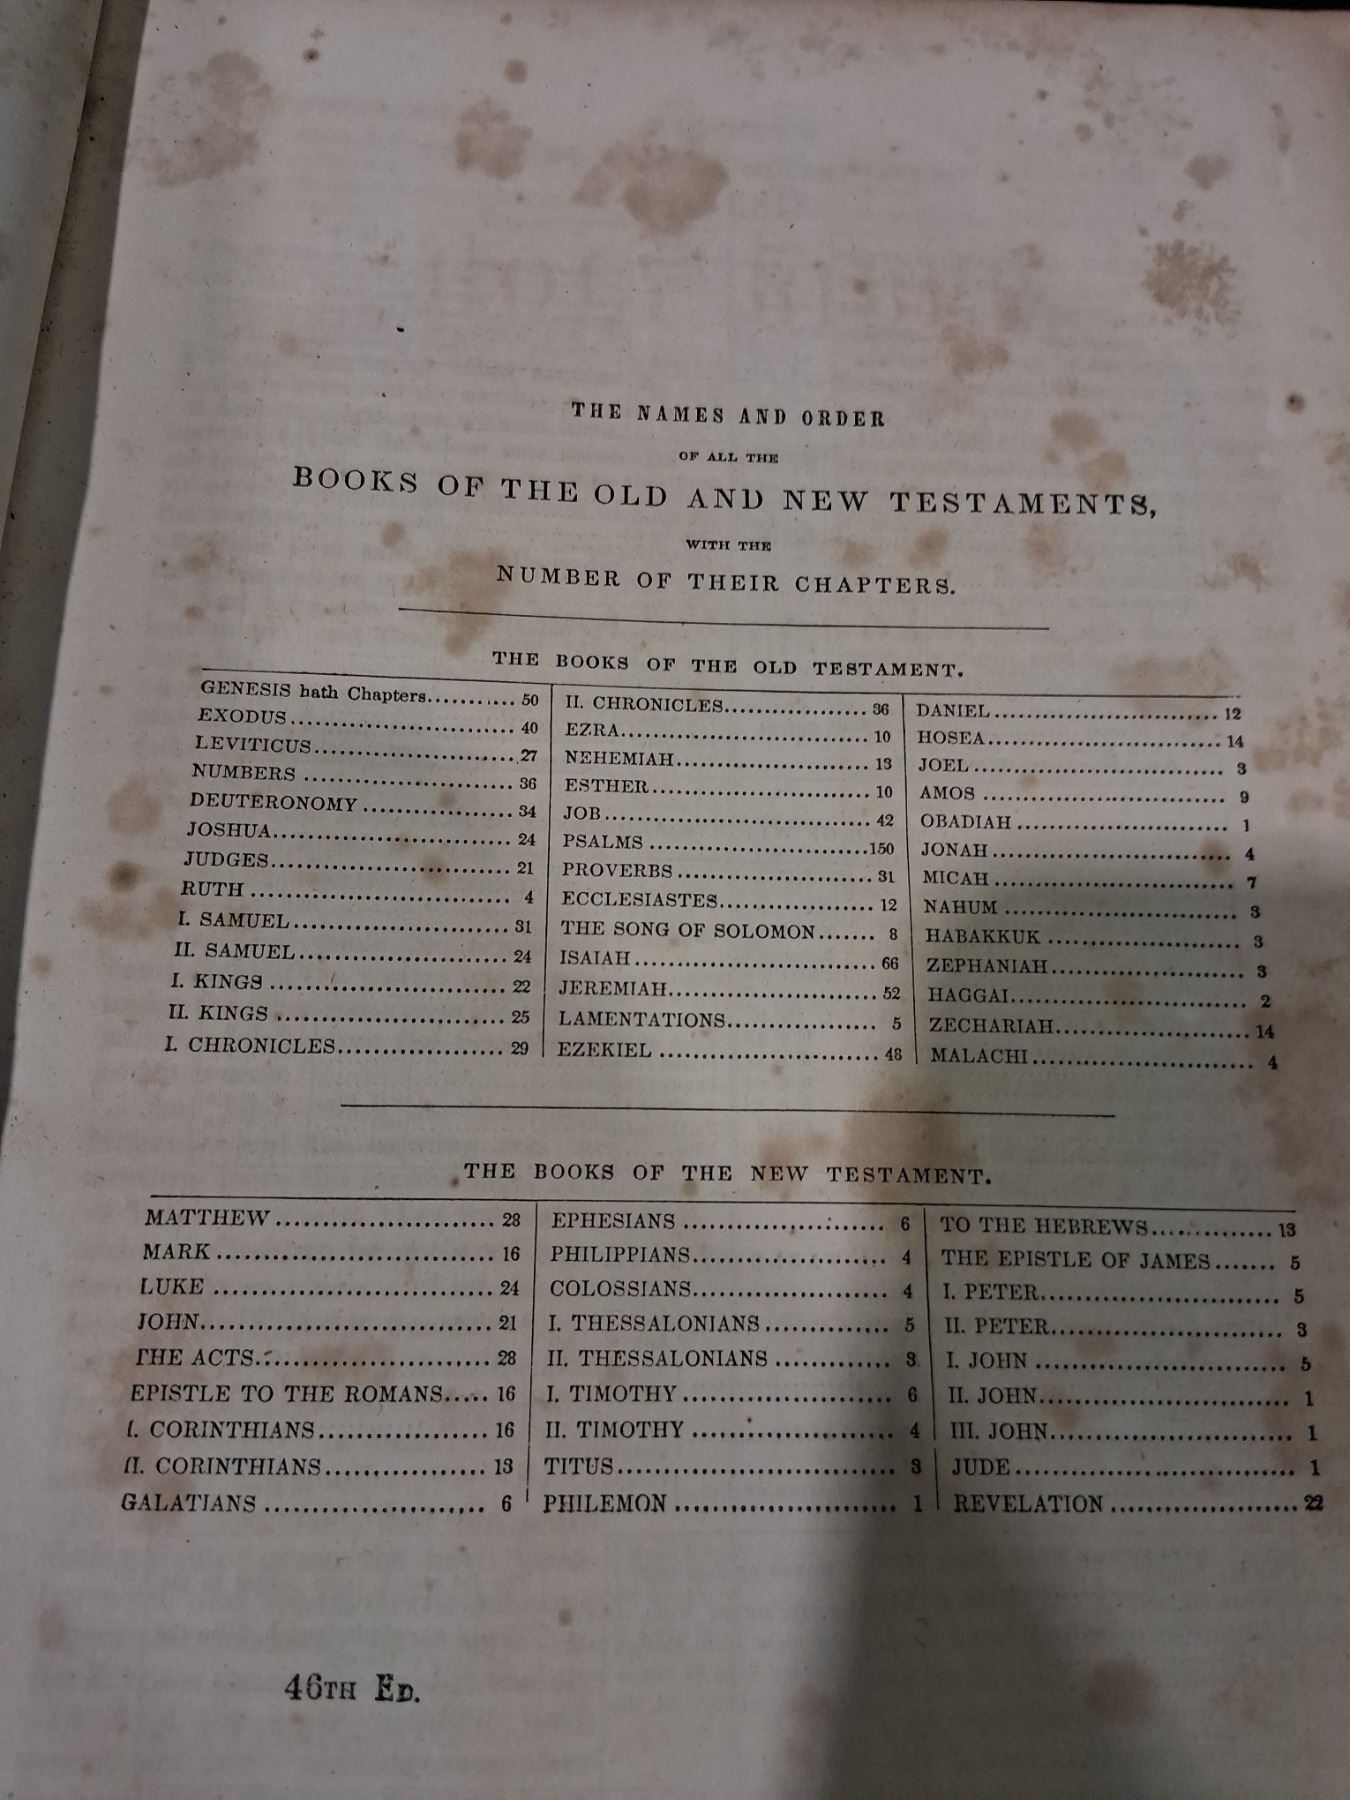 THE NAMES AND ORDER
OF ALL THE
BOOKS OF THE OLD AND NEW TESTAMENTS,
WITH THE
NUMBER OF THEIR CHAPTERS.
THE BOOKS OF THE OLD TESTAMENT.
GENESIS hath Chapters........... 50
EXODUS............................ 40
LEVITICUS.........................27
NUMBERS .......................... 36
DEUTERONOMY ................... 34
JOSHUA.............................. 24
JUDGES.............................. 21
RUTH ................................ 4
I. SAMUEL........................... 31
II. SAMUEL.......................... 24
I. KINGS ............................. 22
II. KINGS ............................ 25
I. CHRONICLES..................... 29
II. CHRONICLES.................. 36
EZRA............................... 10
NEHEMIAH........................ 13
ESTHER........................... 10
JOB................................. 42
PSALMS ...........................150
PROVERBS ........................ 31
ECCLESIASTES.................... 12
THE SONG OF SOLOMON....... 8
ISAIAH.............................. 66
JEREMIAH.......................... 52
LAMENTATIONS................... 5
EZEKIEL ........................... 48
DANIEL............................ 12
HOSEA............................. 14
JOEL ............................... 3
AMOS .............................. 9
OBADIAH .......................... 1
JONAH .............................. 4
MICAH .............................. 7
NAHUM ............................. 3
HABAKKUK ........................ 3
ZEPHANIAH........................ 3
HAGGAI............................. 2
ZECHARIAH........................ 14
MALACHI............................ 4
THE BOOKS OF THE NEW TESTAMENT.
MATTHEW ........................... 28
MARK ................................. 16
LUKE .................................. 24
JOHN................................... 21
THE ACTS............................. 28
EPISTLE TO THE ROMANS..... 16
I. CORINTHIANS................. 16
II. CORINTHIANS................ 13
GALATIANS ....................... 6
EPHESIANS ....................... 6
PHILIPPIANS...................... 4
COLOSSIANS...................... 4
I. THESSALONIANS.............. 5
II. THESSALONIANS ............ 3
I. TIMOTHY ........................ 6
II. TIMOTHY ....................... 4
TITUS............................... 3
PHILEMON ......................... 1
TO THE HEBREWS............. 13
THE EPISTLE OF JAMES....... 5
I. PETER........................... 5
II. PETER.......................... 3
I. JOHN ............................ 5
II. JOHN............................ 1
III. JOHN........................... 1
JUDE................................. 1
REVELATION ...................... 22
46TH ED.